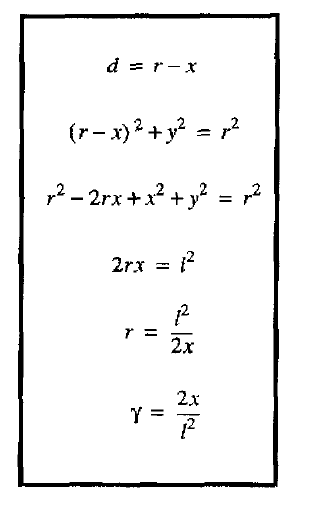 d = r − x
(r − x)² + y² = r²
r² − 2rx + x² + y² = r²
2rx = l²
r = l²/2x
γ = 2x/l²